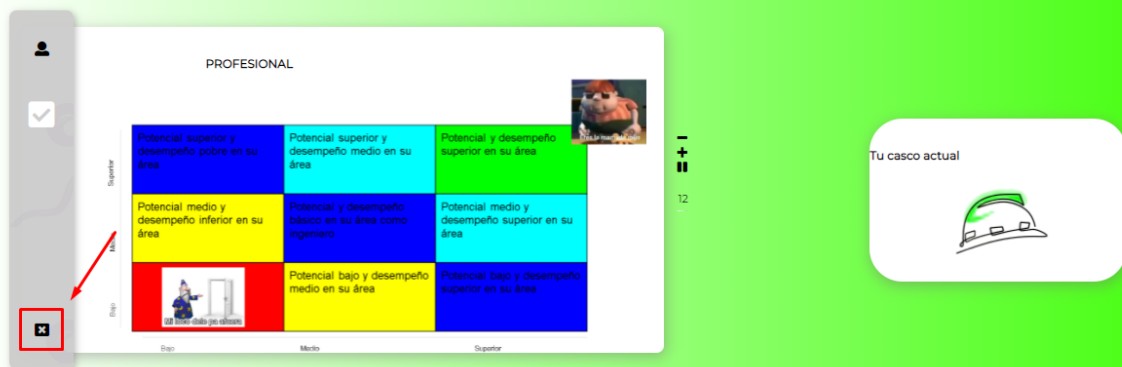 PROFESIONAL
Potencial superior y
desempeño pobre en su
área
Potencial superior y
desempeño medio en su
área
Potencial y desempeño
superior en su área
Superior
Potencial medio y
desempeño inferior en su
área
Potencial y desempeño
básico en su área como
ingeniero
Potencial medio y
desempeño superior en su
área
Potencial bajo y desempeño
medio en su área
Potencial bajo y desempeño
superior en su área
Bajo
Bajo
Medio
Superior
12
Tu casco actual